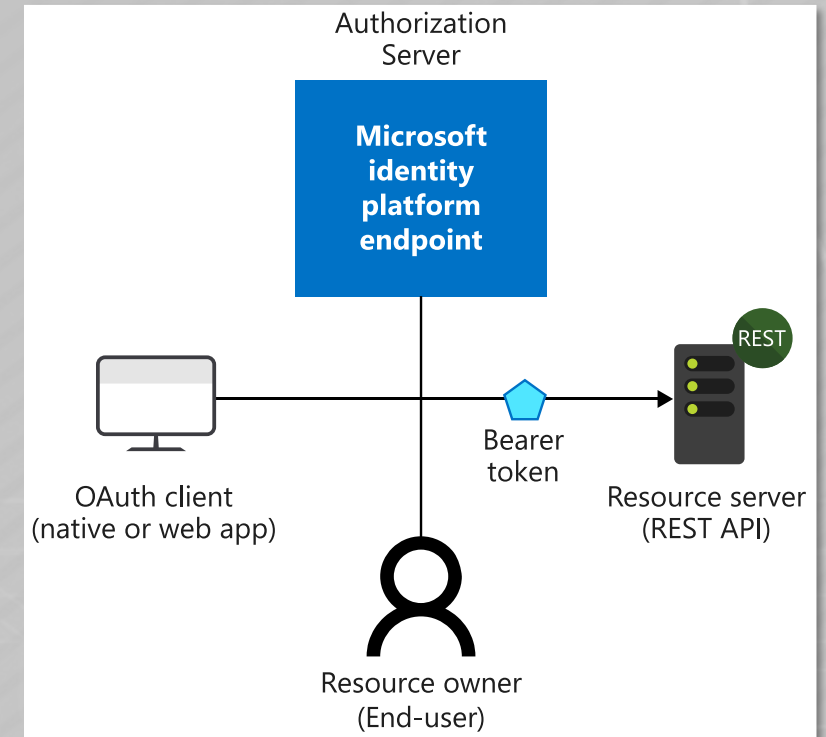 Authorization
Server
Microsoft
identity
platform
endpoint
REST
Bearer
token
OAuth client
(native or web app)
Resource server
(REST API)
Resource owner
(End-user)